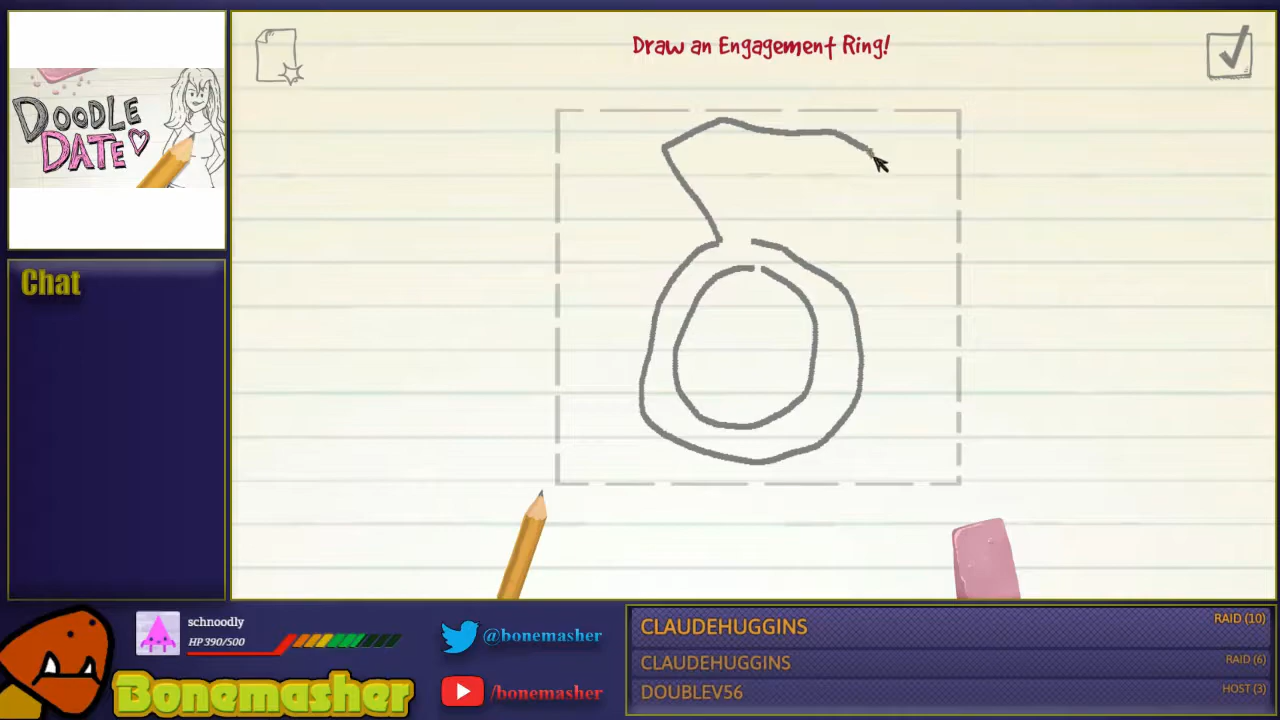 Draw an Engagement Ring!
DOODLE
DATE
Chat
schnoodly
HP 390/500
Bonemasher
@bonemasher
/bonemasher
CLAUDEHUGGINS RAID (10)
CLAUDEHUGGINS RAID (6)
DOUBLEV56 HOST (3)